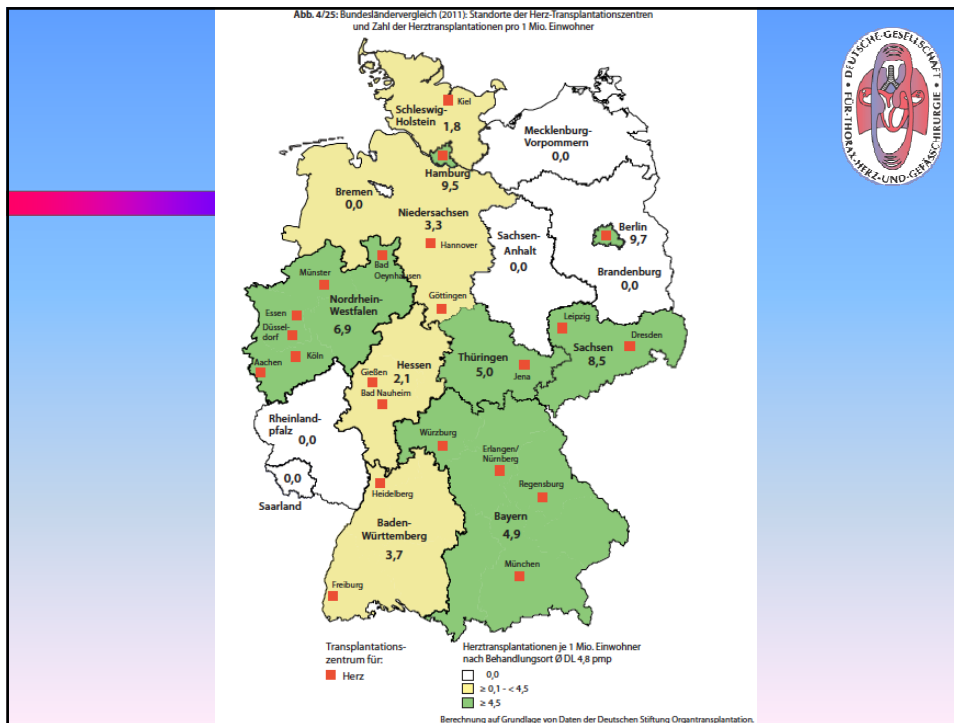 Abb. 4/25: Bundesländervergleich (2011): Standorte der Herz-Transplantationszentren
und Zahl der Herztransplantationen pro 1 Mio. Einwohner
DEUTSCHE-GESELLSCHAFT
FÜR-THORAX-HERZ-UND-GEFÄSSCHIRURGIE
Kiel
Schleswig-
Holstein
1,8
Mecklenburg-
Vorpommern
0,0
Hamburg
9,5
Bremen
0,0
Niedersachsen
3,3
Hannover
Sachsen-
Anhalt
0,0
Berlin
9,7
Brandenburg
0,0
Bad
Oeynhausen
Münster
Nordrhein-
Westfalen
6,9
Essen
Düssel-
dorf
Köln
Aachen
Göttingen
Leipzig
Dresden
Sachsen
8,5
Thüringen
5,0
Jena
Hessen
2,1
Gießen
Bad Nauheim
Rheinland-
pfalz
0,0
0,0
Saarland
Würzburg
Erlangen/
Nürnberg
Regensburg
Heidelberg
Bayern
4,9
Baden-
Württemberg
3,7
München
Freiburg
Transplantations-
zentrum für:
Herz
Herztransplantationen je 1 Mio. Einwohner
nach Behandlungsort Ø DL 4,8 pmp
0,0
≥ 0,1 - < 4,5
≥ 4,5
Berechnung auf Grundlage von Daten der Deutschen Stiftung Organtransplantation.